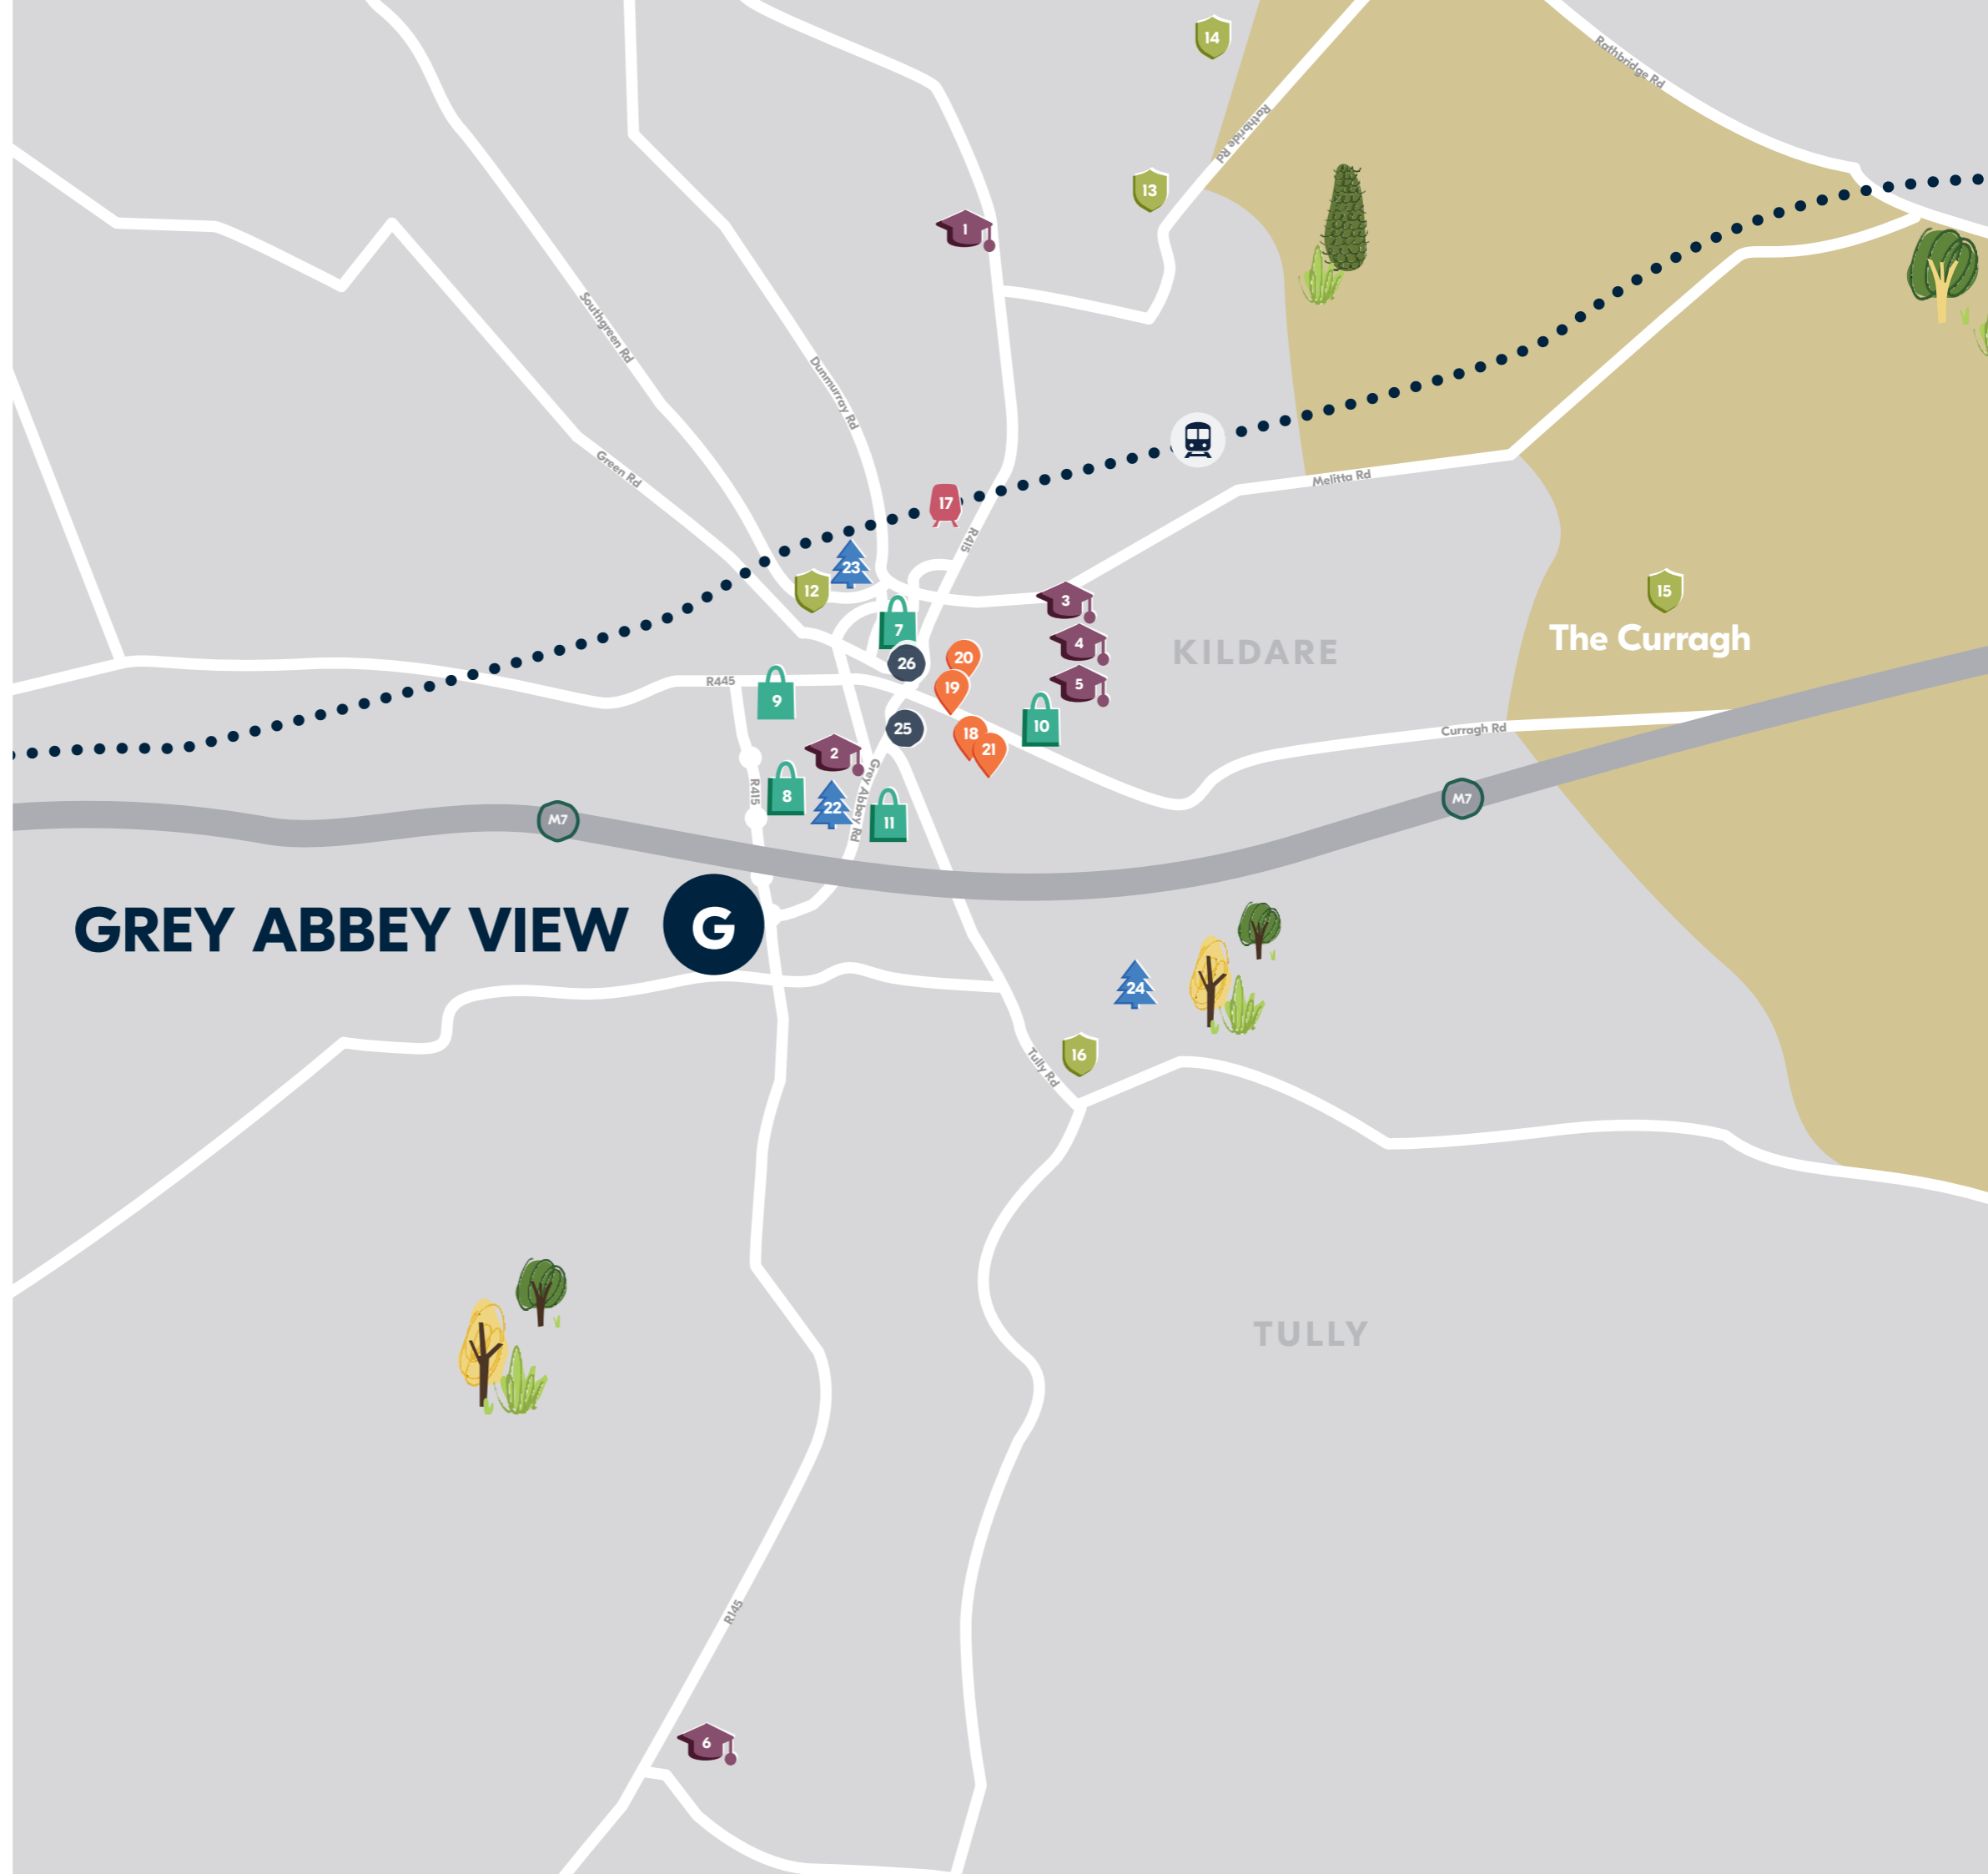 14
Rathbridge Rd
Rathbride Rd
13
1
Southgreen Rd
Dunmurray Rd
Green Rd
Melitta Rd
17
R415
23
12
15
3
7
The Curragh
4
KILDARE
20
26
5
R445
19
9
10
25
18
Curragh Rd
21
2
8
R415
Grey Abbey Rd
22
11
M7
M7
GREY ABBEY VIEW
G
24
16
Tully Rd
TULLY
R145
6